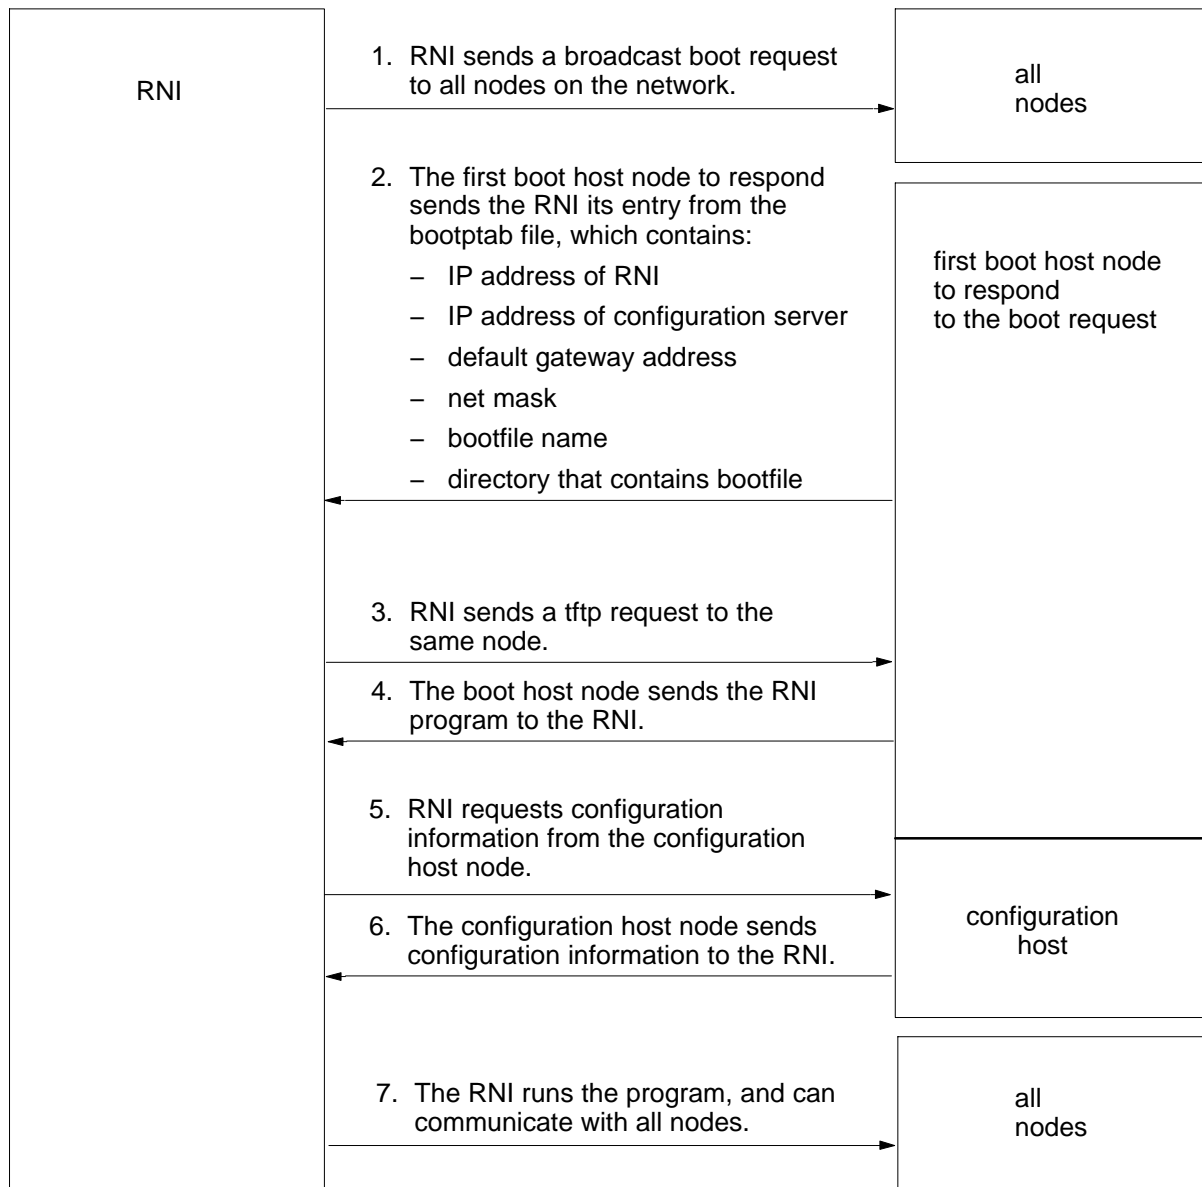 RNI
1. RNI sends a broadcast boot request
to all nodes on the network.
all
nodes
2. The first boot host node to respond
sends the RNI its entry from the
bootptab file, which contains:
– IP address of RNI
– IP address of configuration server
– default gateway address
– net mask
– bootfile name
– directory that contains bootfile
first boot host node
to respond
to the boot request
3. RNI sends a tftp request to the
same node.
4. The boot host node sends the RNI
program to the RNI.
5. RNI requests configuration
information from the configuration
host node.
6. The configuration host node sends
configuration information to the RNI.
configuration
host
7. The RNI runs the program, and can
communicate with all nodes.
all
nodes